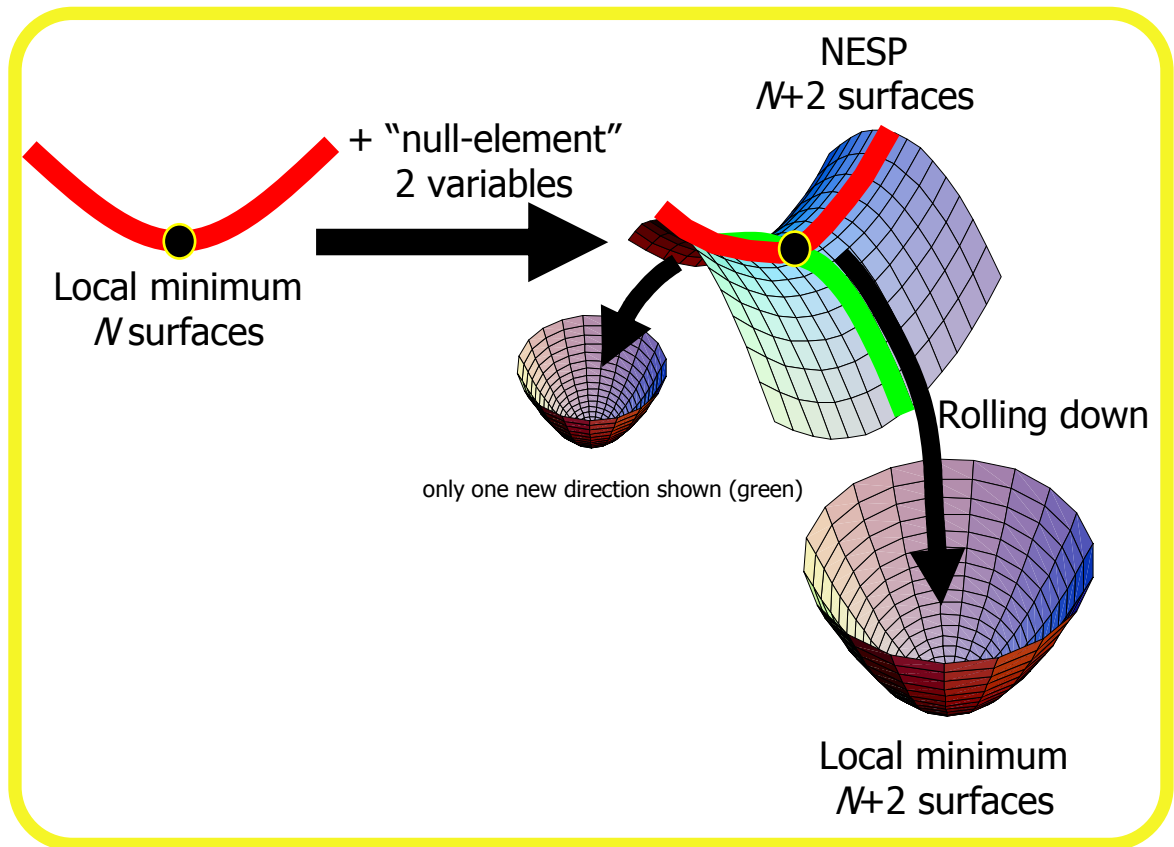 NESP
N+2 surfaces
+ “null-element”
2 variables
Local minimum
N surfaces
Rolling down
only one new direction shown (green)
Local minimum
N+2 surfaces